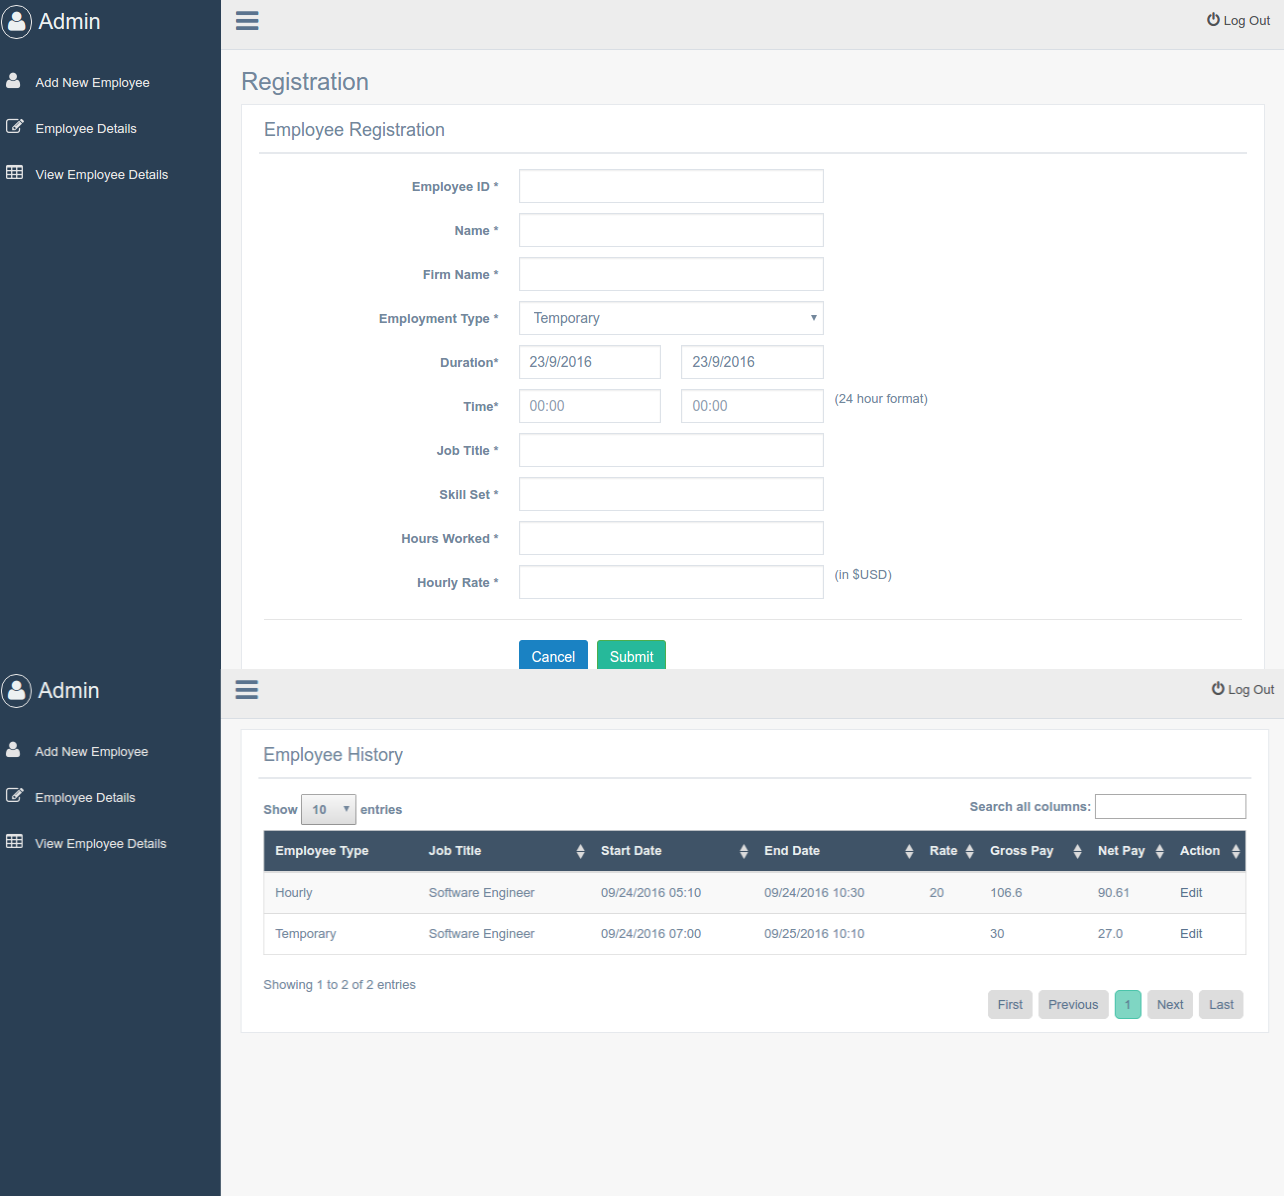 Admin
Log Out
Add New Employee
Employee Details
View Employee Details
Registration
Employee Registration
Employee ID *
Name *
Firm Name *
Employment Type * Temporary
Duration* 23/9/2016 23/9/2016
Time* 00:00 00:00 (24 hour format)
Job Title *
Skill Set *
Hours Worked *
Hourly Rate * (in $USD)
Cancel Submit
Admin
Log Out
Add New Employee
Employee Details
View Employee Details
Employee History
Show 10 entries Search all columns:
Employee Type Job Title Start Date End Date Rate Gross Pay Net Pay Action
Hourly Software Engineer 09/24/2016 05:10 09/24/2016 10:30 20 106.6 90.61 Edit
Temporary Software Engineer 09/24/2016 07:00 09/25/2016 10:10 30 27.0 Edit
Showing 1 to 2 of 2 entries
First Previous 1 Next Last